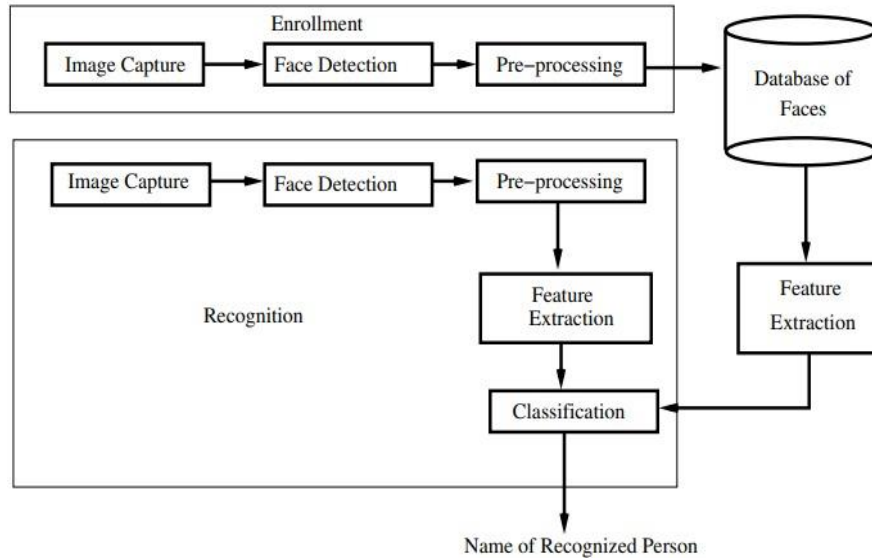 Enrollment
Image Capture
Face Detection
Pre−processing
Database of
Faces
Image Capture
Face Detection
Pre−processing
Feature
Extraction
Recognition
Feature
Extraction
Classification
Name of Recognized Person